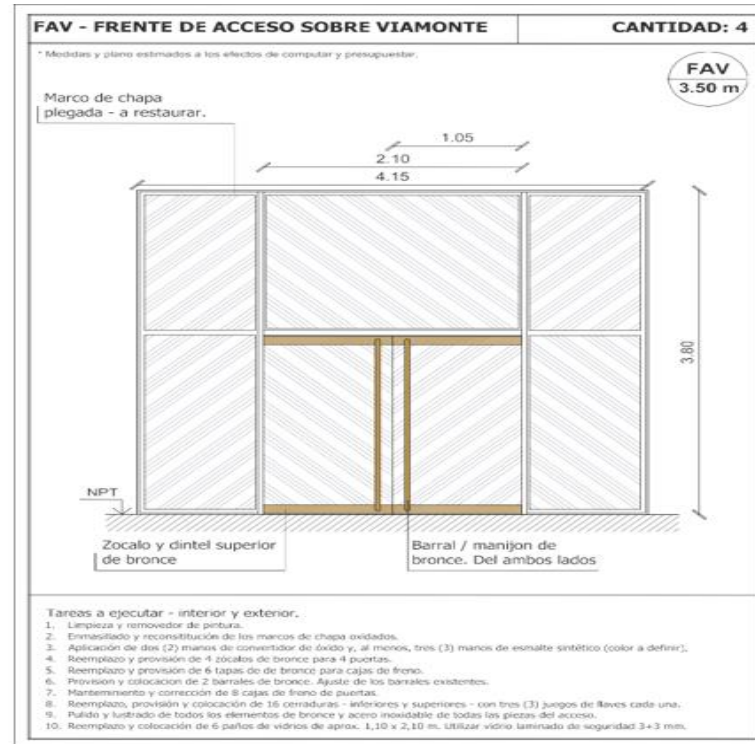 FAV - FRENTE DE ACCESO SOBRE VIAMONTE
CANTIDAD: 4
* Medidas y plano estimados a los efectos de computar y presupuestar.
FAV
3.50 m
Marco de chapa
plegada - a restaurar.
1.05
2.10
4.15
3.80
NPT
Zocalo y dintel superior
de bronce
Barral / manijon de
bronce. Del ambos lados
Tareas a ejecutar - interior y exterior.
1. Limpieza y removedor de pintura.
2. Enmasillado y reconstitución de los marcos de chapa oxidados.
3. Aplicación de dos (2) manos de convertidor de óxido y, al menos, tres (3) manos de esmalte sintético (color a definir).
4. Reemplazo y provisión de 4 zócalos de bronce para 4 puertas.
5. Reemplazo y provisión de 6 tapas de de bronce para cajas de freno.
6. Provisión y colocacion de 2 barrales de bronce. Ajuste de los barrales existentes.
7. Mantenimiento y corrección de 8 cajas de freno de puertas.
8. Reemplazo, provisión y colocación de 16 cerraduras - inferiores y superiores - con tres (3) juegos de llaves cada una.
9. Pulido y lustrado de todos los elementos de bronce y acero inoxidable de todas las piezas del acceso.
10. Reemplazo y colocación de 6 paños de vidrios de aprox. 1,10 x 2,10 m. Utilizar vidrio laminado de seguridad 3+3 mm.